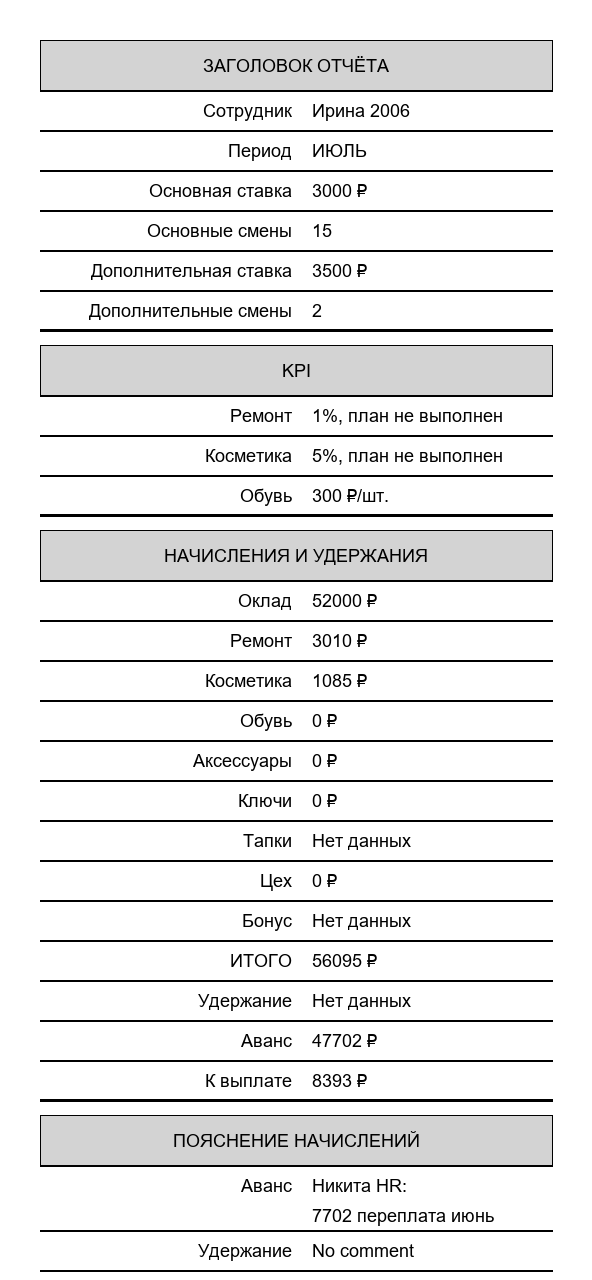 ЗАГОЛОВОК ОТЧЁТА
Сотрудник Ирина 2006
Период ИЮЛЬ
Основная ставка 3000 ₽
Основные смены 15
Дополнительная ставка 3500 ₽
Дополнительные смены 2
KPI
Ремонт 1%, план не выполнен
Косметика 5%, план не выполнен
Обувь 300 ₽/шт.
НАЧИСЛЕНИЯ И УДЕРЖАНИЯ
Оклад 52000 ₽
Ремонт 3010 ₽
Косметика 1085 ₽
Обувь 0 ₽
Аксессуары 0 ₽
Ключи 0 ₽
Тапки Нет данных
Цех 0 ₽
Бонус Нет данных
ИТОГО 56095 ₽
Удержание Нет данных
Аванс 47702 ₽
К выплате 8393 ₽
ПОЯСНЕНИЕ НАЧИСЛЕНИЙ
Аванс Никита HR:
7702 переплата июнь
Удержание No comment